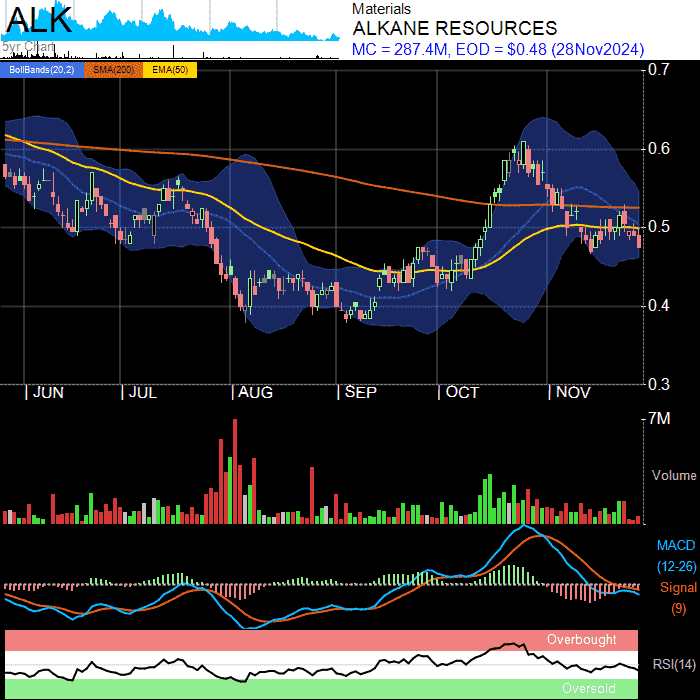 ALK
5yr Chart
Materials
ALKANE RESOURCES
MC = 287.4M, EOD = $0.48 (28Nov2024)
BollBands(20,2) SMA(200) EMA(50)
0.7
0.6
0.5
0.4
0.3
JUN JUL AUG SEP OCT NOV
7M
Volume
MACD
(12-26)
Signal
(9)
Overbought
RSI(14)
Oversold